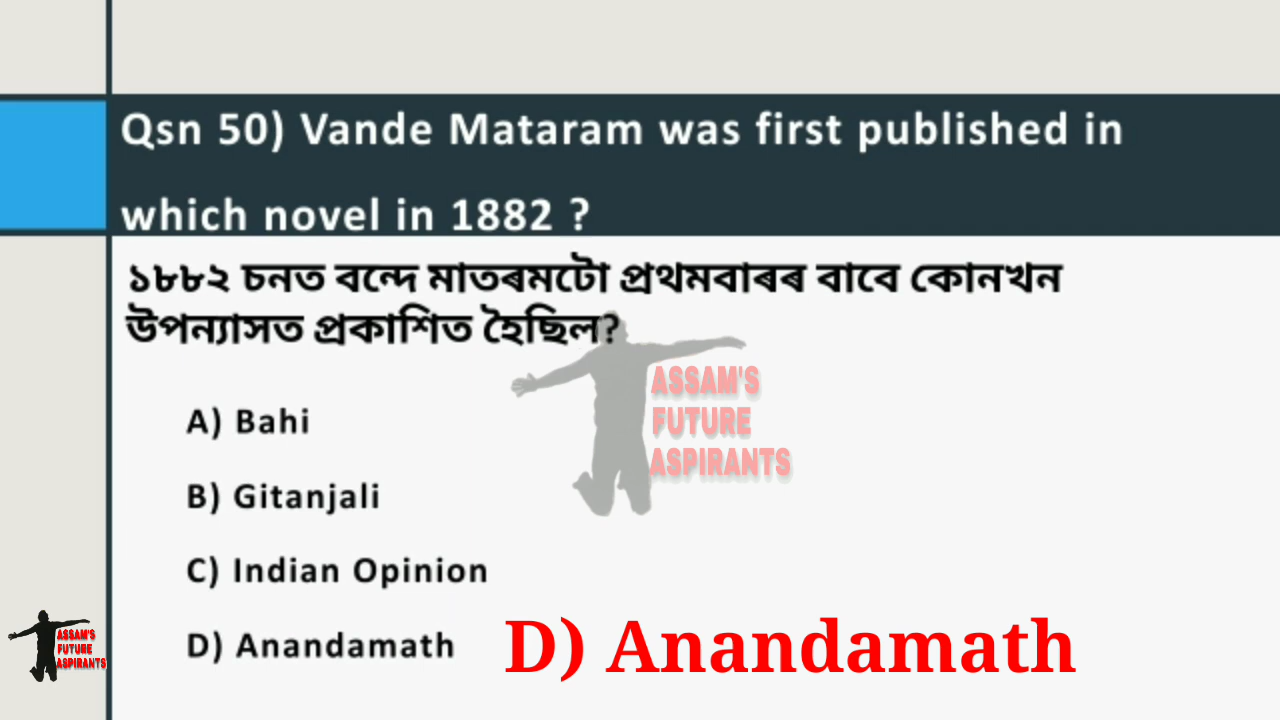 Qsn 50) Vande Mataram was first published in
which novel in 1882 ?
১৮৮২ চনত বন্দে মাতৰমটো প্ৰথমবাৰৰ বাবে কোনখন
উপন্যাসত প্ৰকাশিত হৈছিল?
ASSAM'S
FUTURE
ASPIRANTS
A) Bahi
B) Gitanjali
C) Indian Opinion
D) Anandamath
D) Anandamath
ASSAM'S
FUTURE
ASPIRANTS